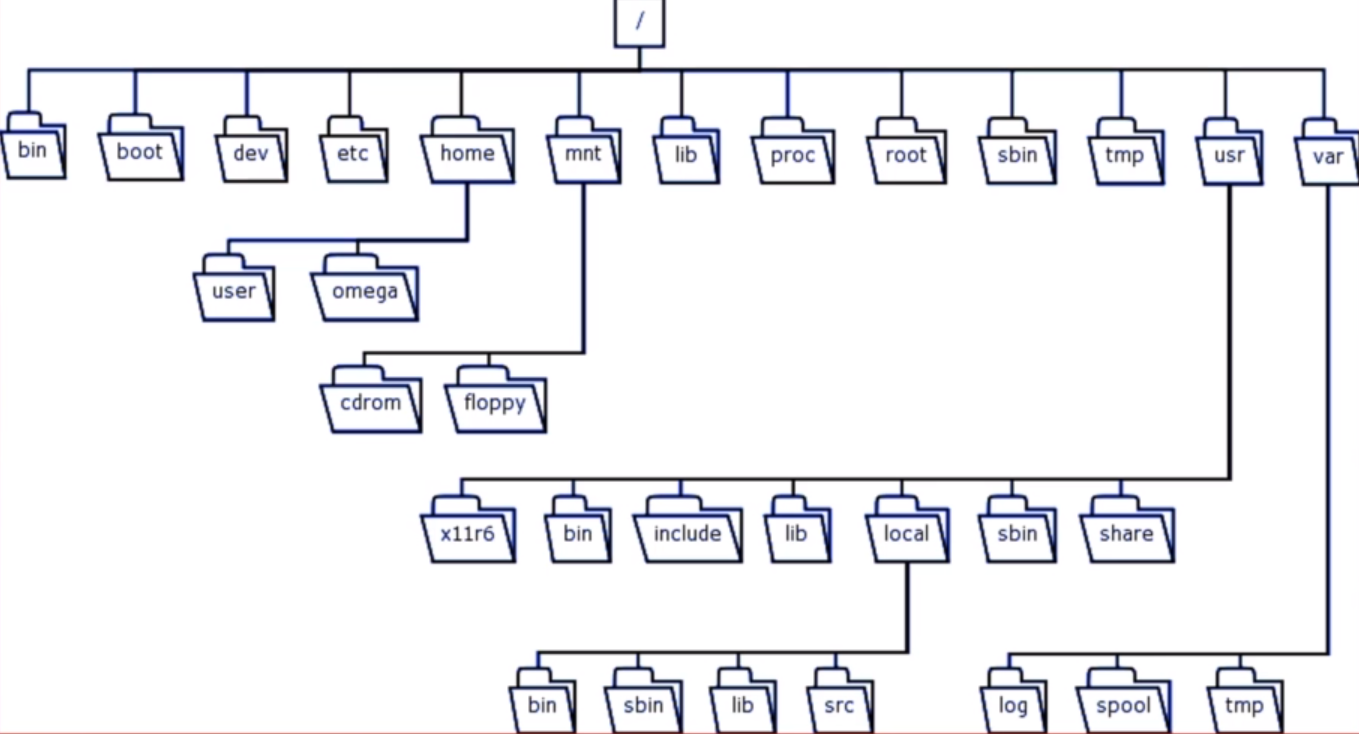 /
bin boot dev etc home mnt lib proc root sbin tmp usr var
user omega
cdrom floppy
x11r6 bin include lib local sbin share
bin sbin lib src log spool tmp